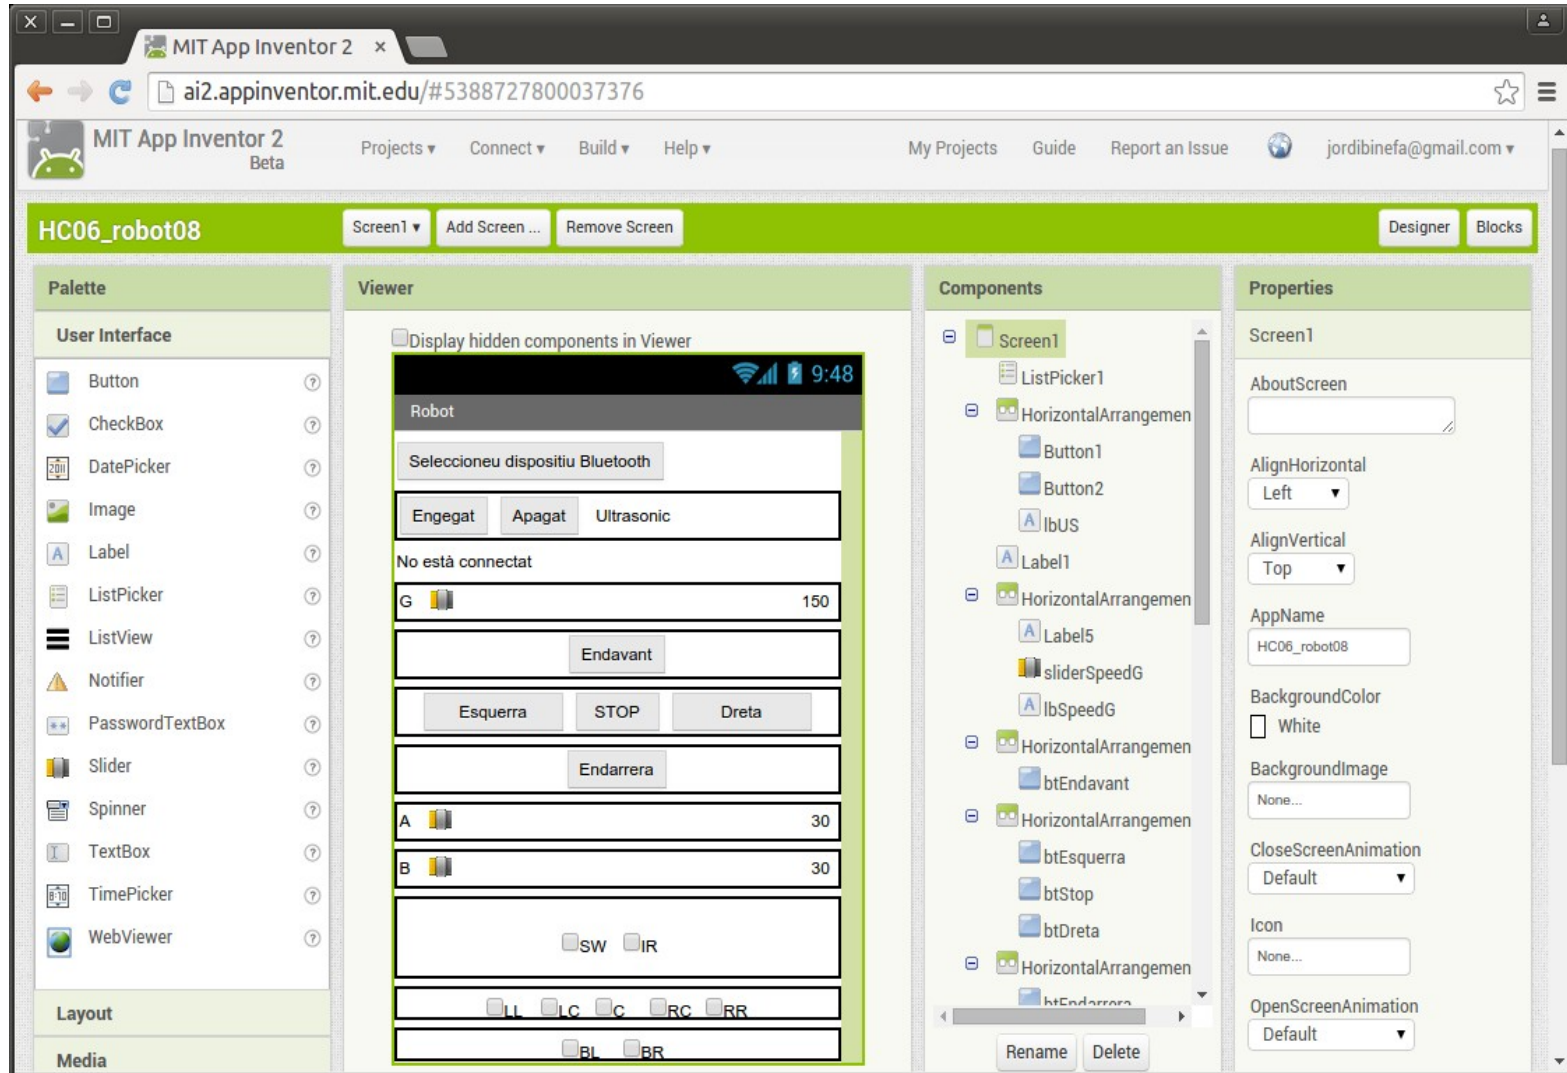 MIT App Inventor 2
ai2.appinventor.mit.edu/#5388727800037376
MIT App Inventor 2
Beta
Projects Connect Build Help My Projects Guide Report an Issue jordibinefa@gmail.com
HC06_robot08 Screen1 Add Screen ... Remove Screen Designer Blocks
Palette
User Interface
Button
CheckBox
DatePicker
Image
Label
ListPicker
ListView
Notifier
PasswordTextBox
Slider
Spinner
TextBox
TimePicker
WebViewer
Layout
Media
Viewer
Display hidden components in Viewer
9:48
Robot
Seleccioneu dispositiu Bluetooth
Engegat Apagat Ultrasonic
No està connectat
G 150
Endavant
Esquerra STOP Dreta
Endarrera
A 30
B 30
SW IR
LL LC C RC RR
BL BR
Components
Screen1
ListPicker1
HorizontalArrangemen
Button1
Button2
lbUS
Label1
HorizontalArrangemen
Label5
sliderSpeedG
lbSpeedG
HorizontalArrangemen
btEndavant
HorizontalArrangemen
btEsquerra
btStop
btDreta
HorizontalArrangemen
btEndarrera
Rename Delete
Properties
Screen1
AboutScreen
AlignHorizontal
Left
AlignVertical
Top
AppName
HC06_robot08
BackgroundColor
White
BackgroundImage
None...
CloseScreenAnimation
Default
Icon
None...
OpenScreenAnimation
Default